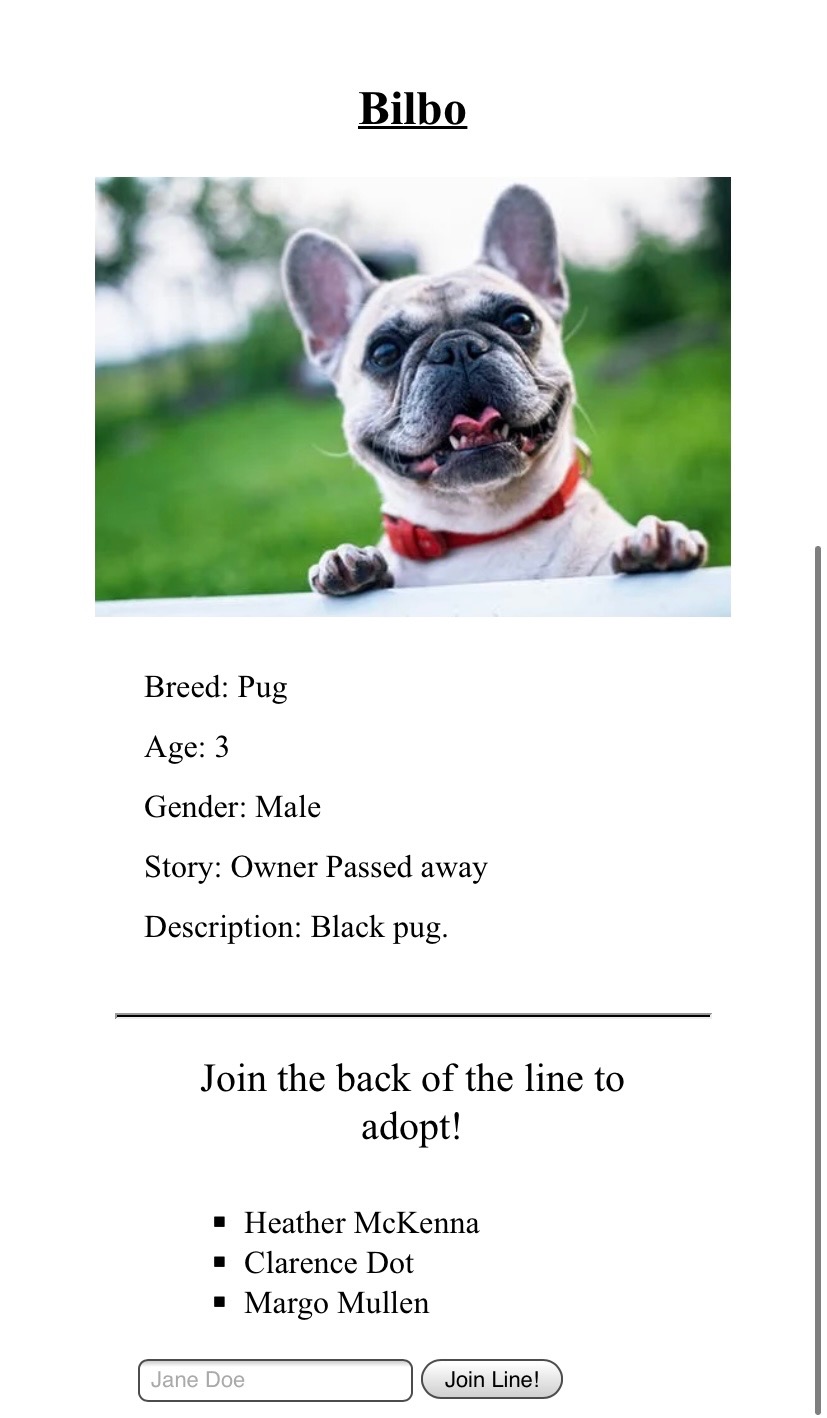 Bilbo
Breed: Pug
Age: 3
Gender: Male
Story: Owner Passed away
Description: Black pug.
Join the back of the line to
adopt!
Heather McKenna
Clarence Dot
Margo Mullen
Jane Doe Join Line!